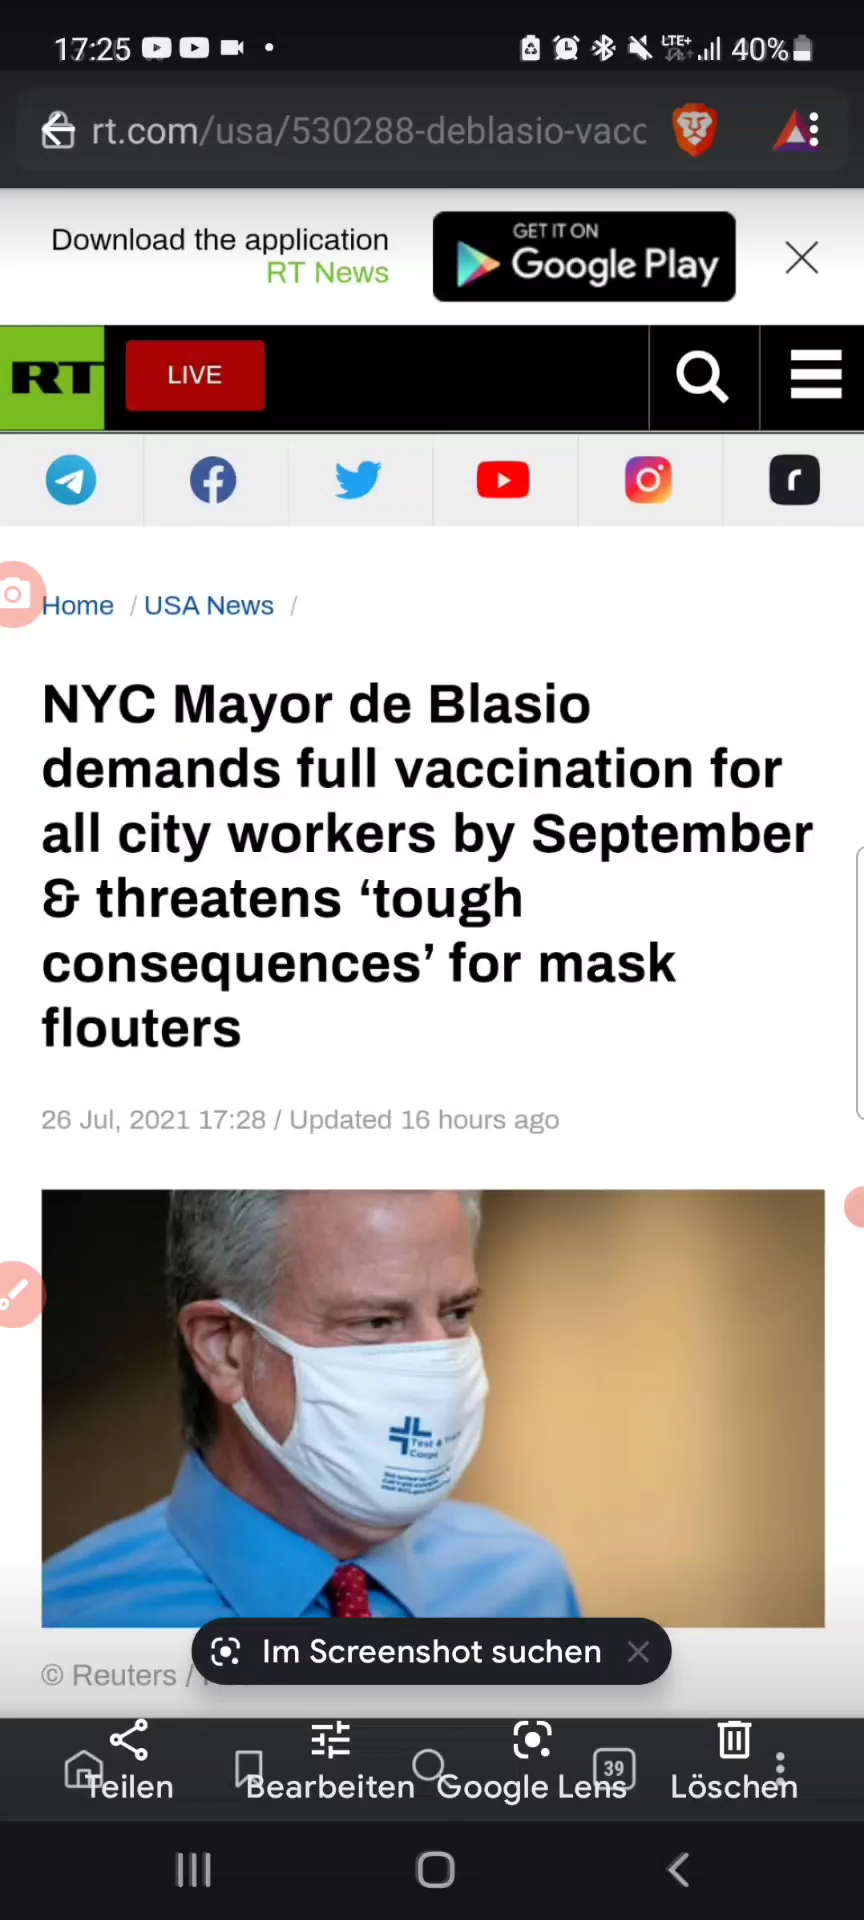 17:25
LTE+
40%
rt.com/usa/530288-deblasio-vacc
Download the application
RT News
GET IT ON
Google Play
RT
LIVE
Home / USA News /
NYC Mayor de Blasio
demands full vaccination for
all city workers by September
& threatens ‘tough
consequences’ for mask
flouters
26 Jul, 2021 17:28 / Updated 16 hours ago
Test &
Corps
Im Screenshot suchen
© Reuters /
39
Teilen
Bearbeiten
Google Lens
Löschen